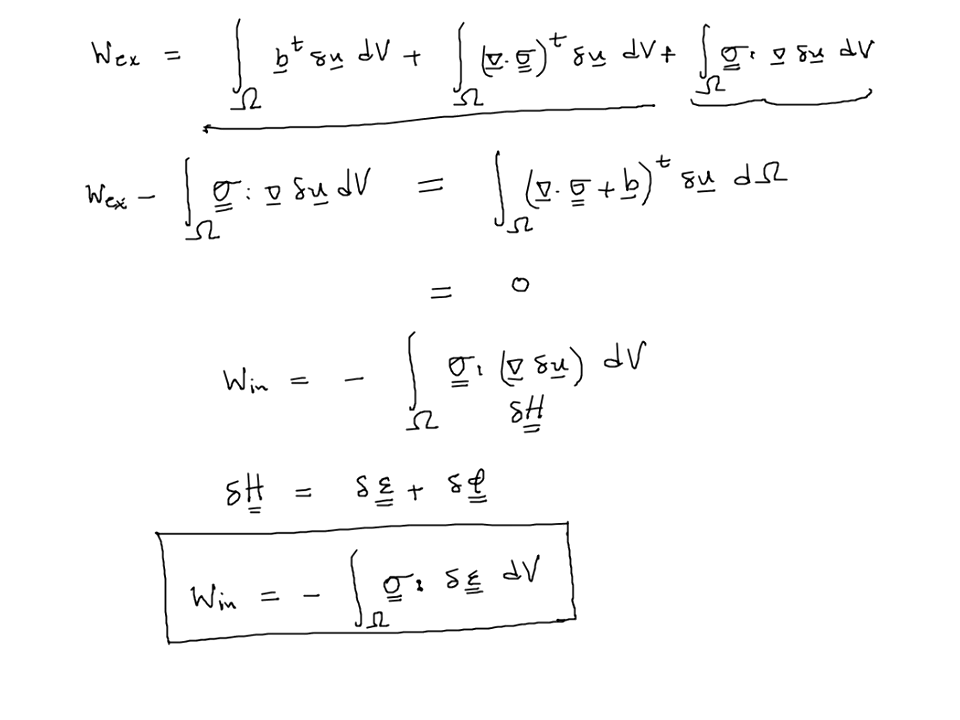 W_ex = ∫_Ω b̲ᵗ δu̲ dV + ∫_Ω (∇̲·σ̳)ᵗ δu̲ dV + ∫_Ω σ̳ : ∇̲ δu̲ dV
W_ex − ∫_Ω σ̳ : ∇̲ δu̲ dV = ∫_Ω (∇̲·σ̳ + b̲)ᵗ δu̲ dΩ
= 0
W_in = − ∫_Ω σ̳ : (∇̲ δu̲) dV
δH̳
δH̳ = δε̳ + δφ̳
W_in = − ∫_Ω σ̳ : δε̳ dV